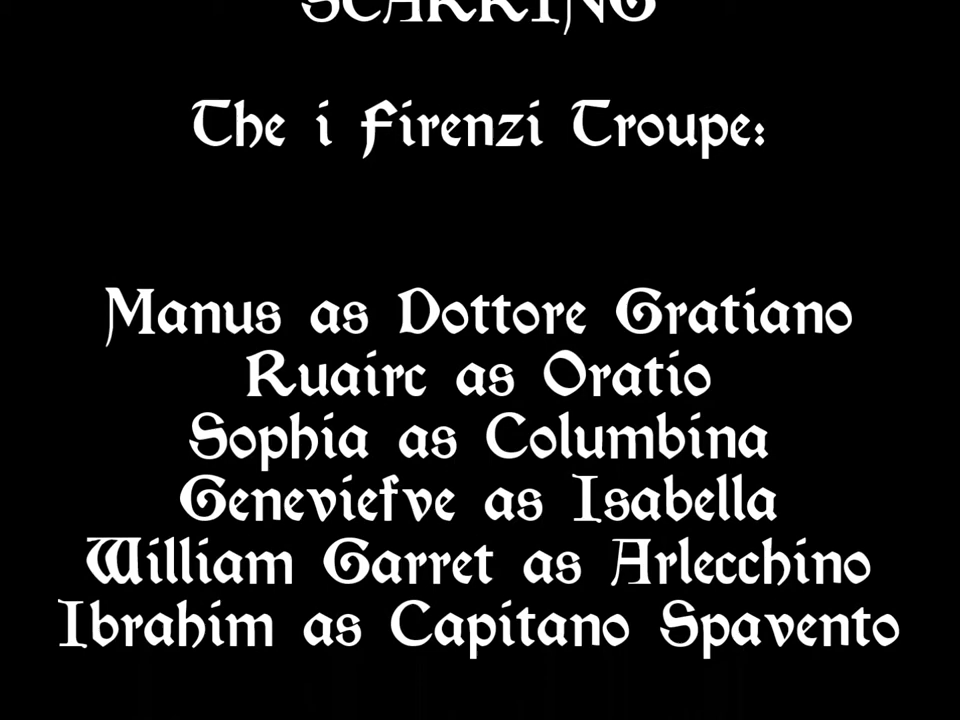 STARRING
The i Firenzi Troupe:
Manus as Dottore Gratiano
Ruairc as Oratio
Sophia as Columbina
Geneviefve as Isabella
William Garret as Arlecchino
Ibrahim as Capitano Spavento